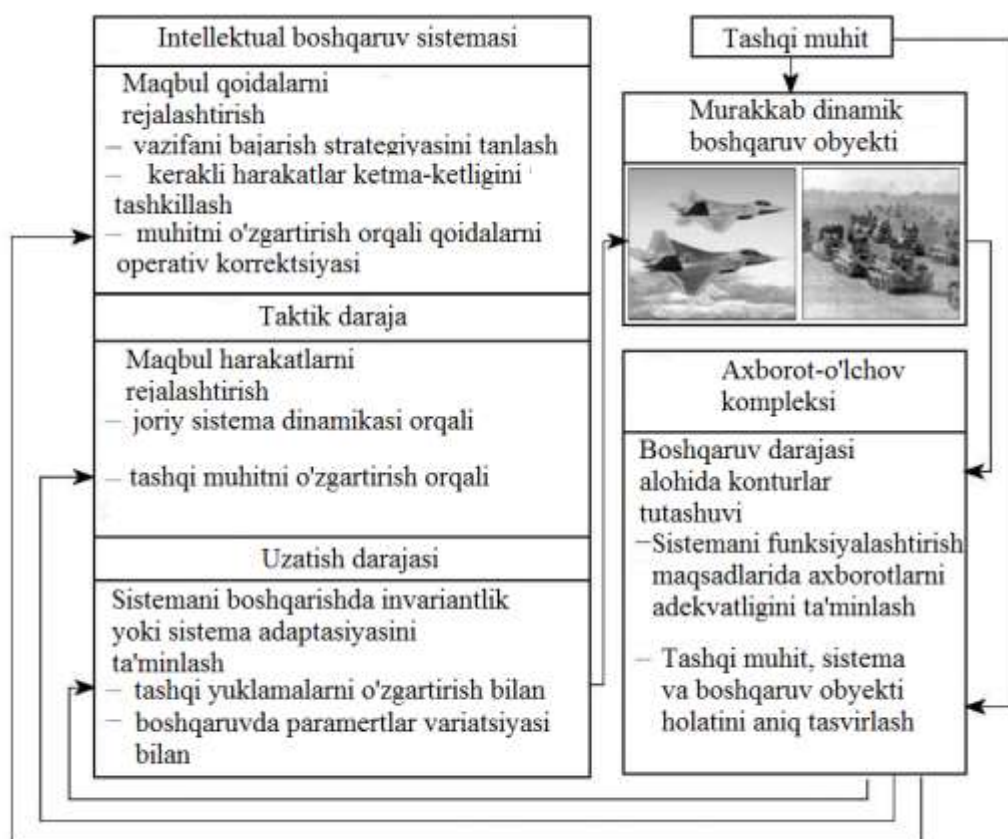 Intellektual boshqaruv sistemasi
Maqbul qoidalarni
rejalashtirish
– vazifani bajarish strategiyasini tanlash
– kerakli harakatlar ketma-ketligini
tashkillash
– muhitni o'zgartirish orqali qoidalarni
operativ korrektsiyasi
Taktik daraja
Maqbul harakatlarni
rejalashtirish
– joriy sistema dinamikasi orqali
– tashqi muhitni o'zgartirish orqali
Uzatish darajasi
Sistemani boshqarishda invariantlik
yoki sistema adaptasiyasini
ta'minlash
– tashqi yuklamalarni o'zgartirish bilan
– boshqaruvda paramertlar variatsiyasi
bilan
Tashqi muhit
Murakkab dinamik
boshqaruv obyekti
Axborot-o'lchov
kompleksi
Boshqaruv darajasi
alohida konturlar
tutashuvi
–Sistemani funksiyalashtirish
maqsadlarida axborotlarni
adekvatligini ta'minlash
– Tashqi muhit, sistema
va boshqaruv obyekti
holatini aniq tasvirlash